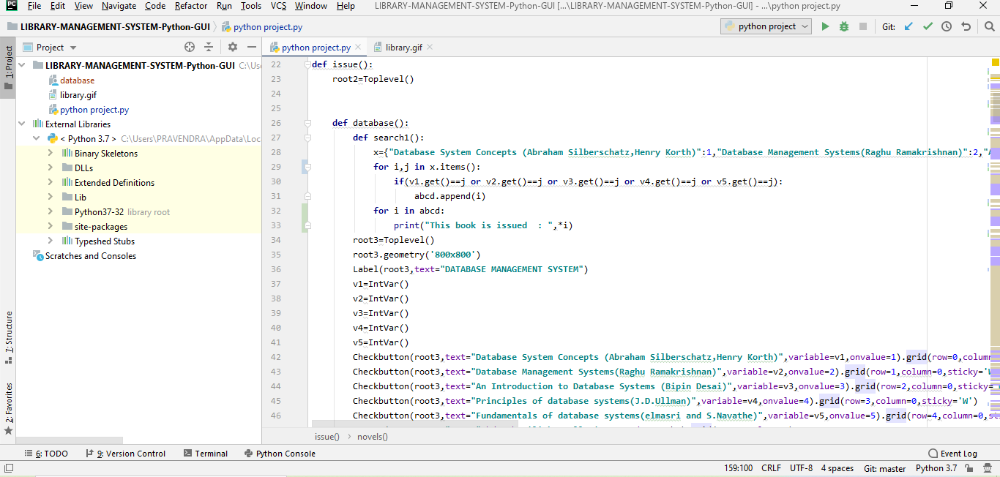 File Edit View Navigate Code Refactor Run Tools VCS Window Help LIBRARY-MANAGEMENT-SYSTEM-Python-GUI [...\LIBRARY-MANAGEMENT-SYSTEM-Python-GUI] - ...\python project.py
LIBRARY-MANAGEMENT-SYSTEM-Python-GUI python project.py python project Git:
1: Project
Project
python project.py library.gif
LIBRARY-MANAGEMENT-SYSTEM-Python-GUI C:\Use
database
library.gif
python project.py
External Libraries
< Python 3.7 > C:\Users\PRAVENDRA\AppData\Loc
Binary Skeletons
DLLs
Extended Definitions
Lib
Python37-32 library root
site-packages
Typeshed Stubs
Scratches and Consoles
7: Structure
2: Favorites
22 def issue():
23 root2=Toplevel()
24
25
26 def database():
27 def search1():
28 x={"Database System Concepts (Abraham Silberschatz,Henry Korth)":1,"Database Management Systems(Raghu Ramakrishnan)":2,"A
29 for i,j in x.items():
30 if(v1.get()==j or v2.get()==j or v3.get()==j or v4.get()==j or v5.get()==j):
31 abcd.append(i)
32 for i in abcd:
33 print("This book is issued : ",*i)
34 root3=Toplevel()
35 root3.geometry('800x800')
36 Label(root3,text="DATABASE MANAGEMENT SYSTEM")
37 v1=IntVar()
38 v2=IntVar()
39 v3=IntVar()
40 v4=IntVar()
41 v5=IntVar()
42 Checkbutton(root3,text="Database System Concepts (Abraham Silberschatz,Henry Korth)",variable=v1,onvalue=1).grid(row=0,colum
43 Checkbutton(root3,text="Database Management Systems(Raghu Ramakrishnan)",variable=v2,onvalue=2).grid(row=1,column=0,sticky='W
44 Checkbutton(root3,text="An Introduction to Database Systems (Bipin Desai)",variable=v3,onvalue=3).grid(row=2,column=0,sticky=
45 Checkbutton(root3,text="Principles of database systems(J.D.Ullman)",variable=v4,onvalue=4).grid(row=3,column=0,sticky='W')
46 Checkbutton(root3,text="Fundamentals of database systems(elmasri and S.Navathe)",variable=v5,onvalue=5).grid(row=4,column=0,st
issue() novels()
6: TODO 9: Version Control Terminal Python Console Event Log
159:100 CRLF UTF-8 4 spaces Git: master Python 3.7